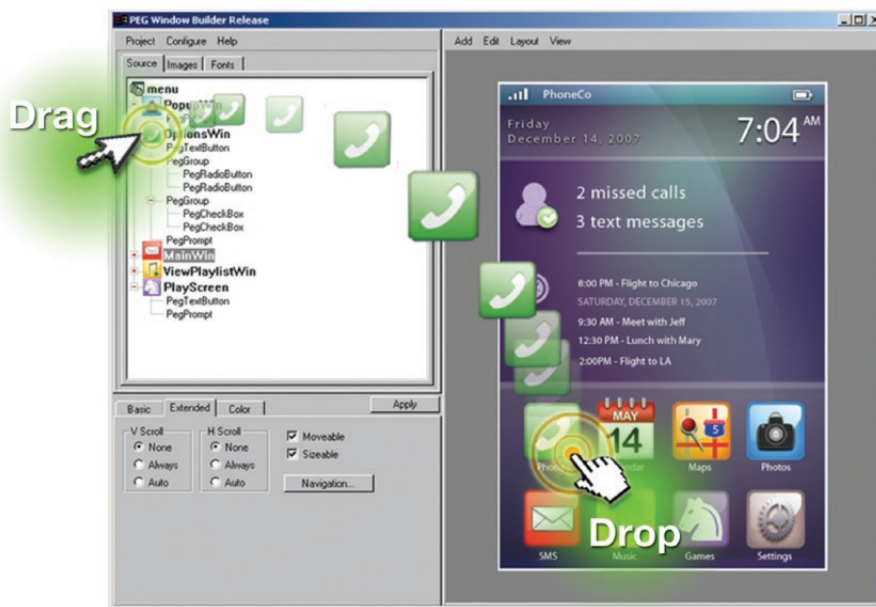 PEG Window Builder Release
Project Configure Help
Source Images Fonts
menu
PopupWin
Drag
OptionsWin
PegTextButton
PegGroup
PegRadioButton
PegRadioButton
PegGroup
PegCheckBox
PegCheckBox
PegPrompt
MainWin
ViewPlaylistWin
PlayScreen
PegTextButton
PegPrompt
Basic Extended Color Apply
V Scroll H Scroll
None None Moveable
Always Always Sizeable
Auto Auto Navigation...
Add Edit Layout View
PhoneCo
Friday
December 14, 2007
7:04 AM
2 missed calls
3 text messages
8:00 PM - Flight to Chicago
SATURDAY, DECEMBER 15, 2007
9:30 AM - Meet with Jeff
12:30 PM - Lunch with Mary
2:00PM - Flight to LA
MAY
14
5
Phone Maps Photos
Drop
SMS Music Games Settings